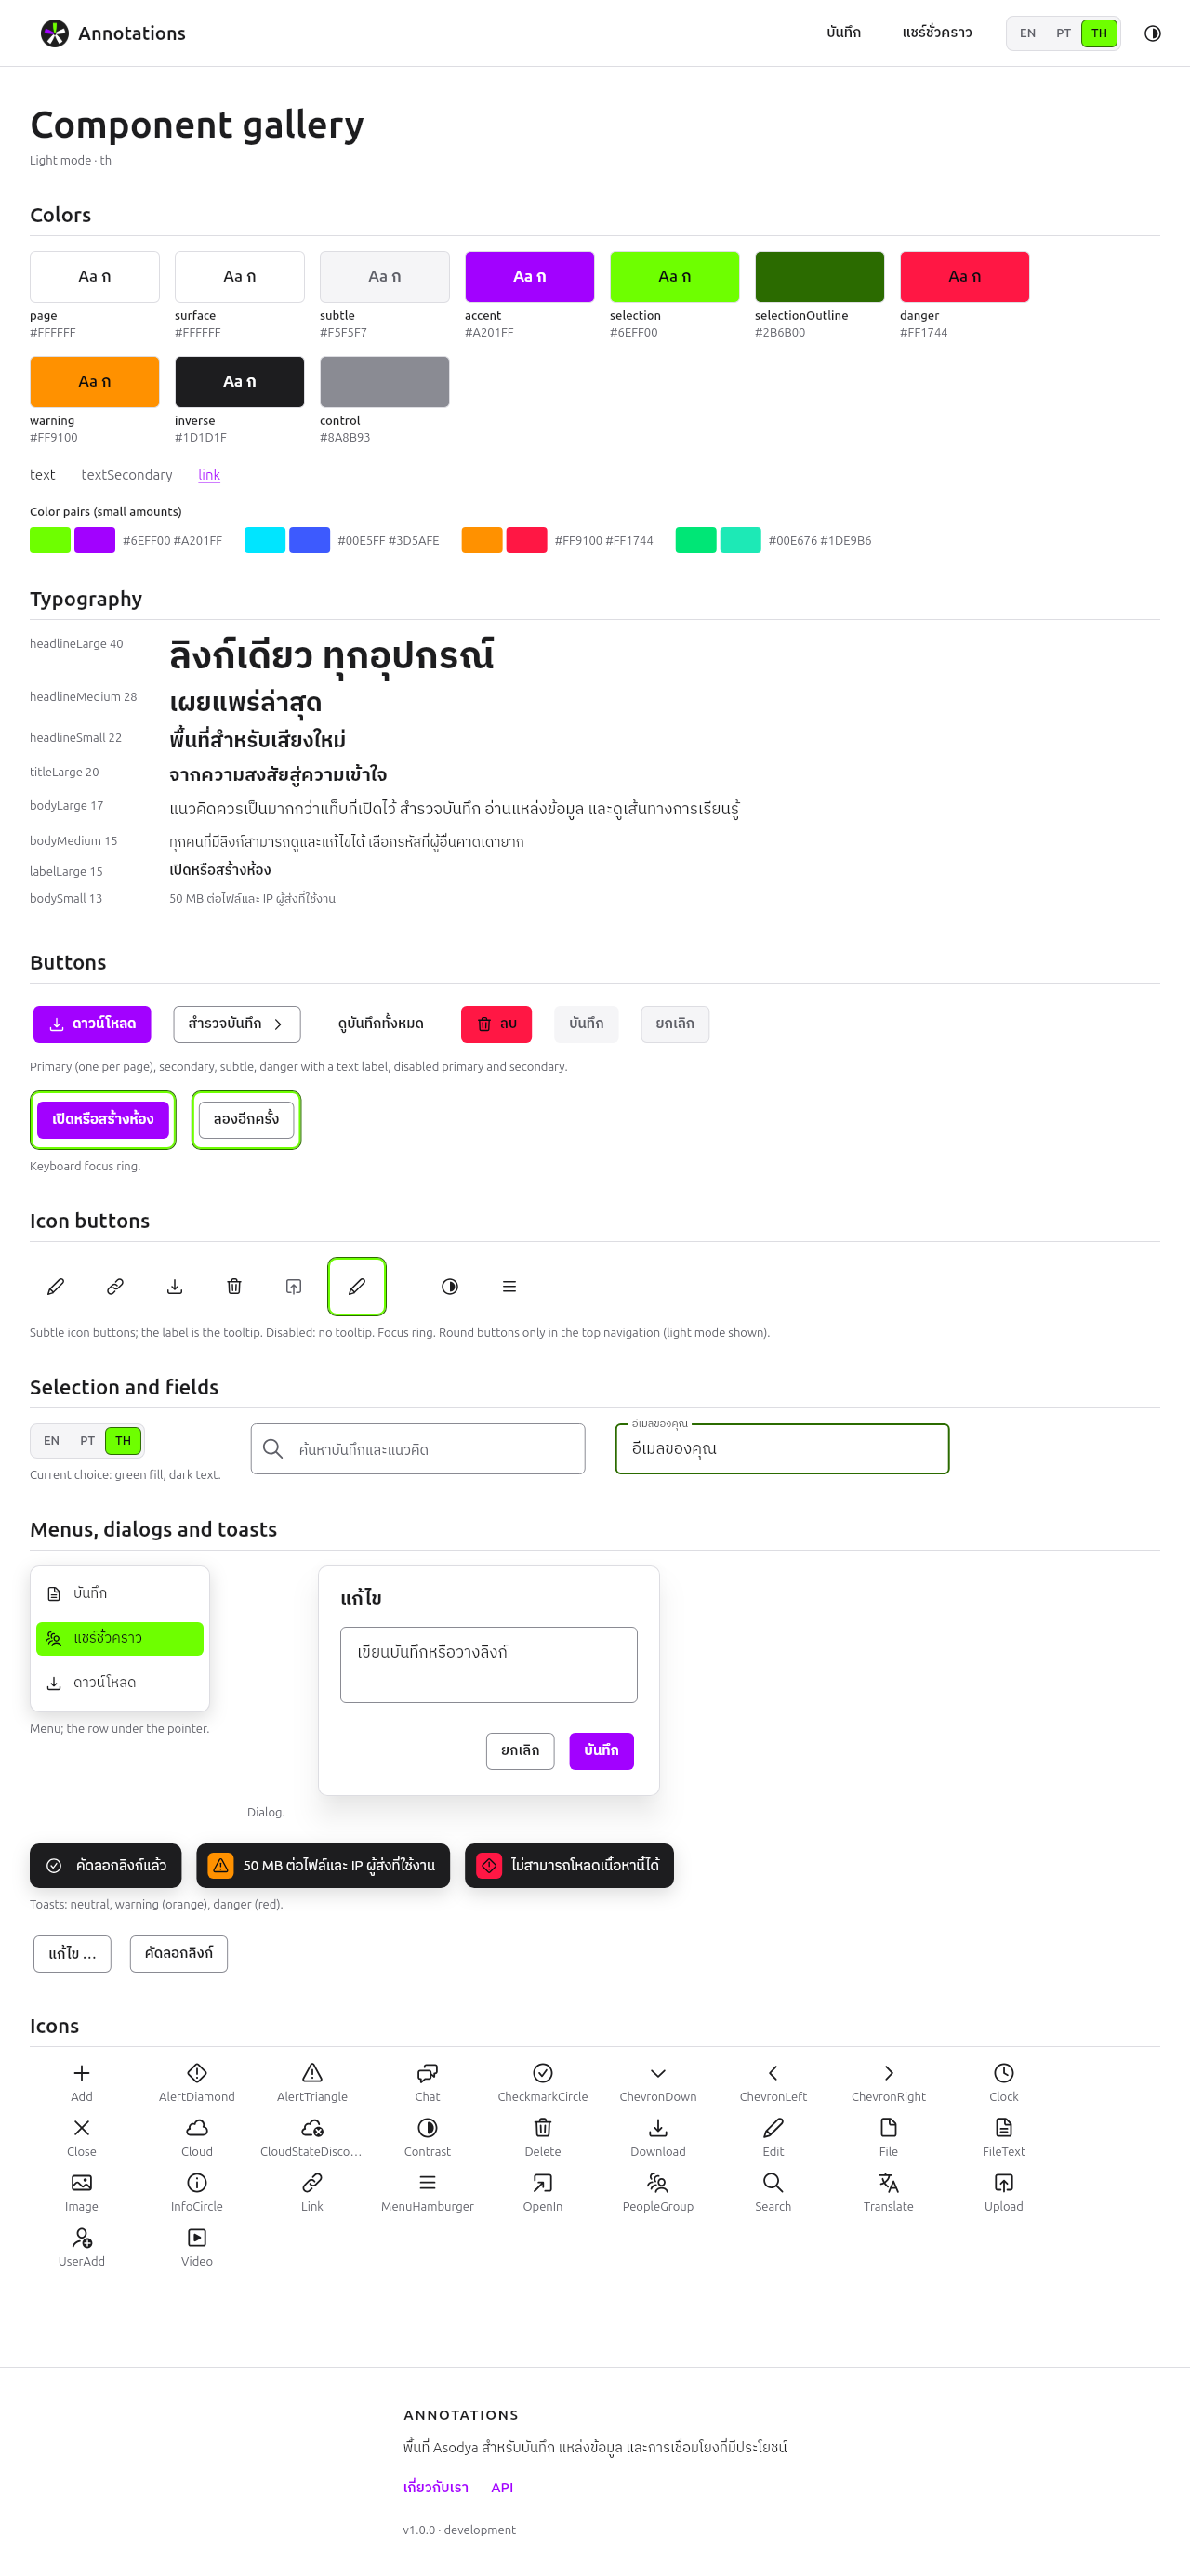 Annotations
บันทึก แชร์ชั่วคราว EN PT TH
Component gallery
Light mode · th
Colors
Aa ก Aa ก Aa ก Aa ก Aa ก Aa ก
page surface subtle accent selection selectionOutline danger
#FFFFFF #FFFFFF #F5F5F7 #A201FF #6EFF00 #2B6B00 #FF1744
Aa ก Aa ก
warning inverse control
#FF9100 #1D1D1F #8A8B93
text textSecondary link
Color pairs (small amounts)
#6EFF00 #A201FF #00E5FF #3D5AFE #FF9100 #FF1744 #00E676 #1DE9B6
Typography
headlineLarge 40 ลิงก์เดียว ทุกอุปกรณ์
headlineMedium 28 เผยแพร่ล่าสุด
headlineSmall 22 พื้นที่สำหรับเสียงใหม่
titleLarge 20 จากความสงสัยสู่ความเข้าใจ
bodyLarge 17 แนวคิดควรเป็นมากกว่าแท็บที่เปิดไว้ สำรวจบันทึก อ่านแหล่งข้อมูล และดูเส้นทางการเรียนรู้
bodyMedium 15 ทุกคนที่มีลิงก์สามารถดูและแก้ไขได้ เลือกรหัสที่ผู้อื่นคาดเดายาก
labelLarge 15 เปิดหรือสร้างห้อง
bodySmall 13 50 MB ต่อไฟล์และ IP ผู้ส่งที่ใช้งาน
Buttons
ดาวน์โหลด สำรวจบันทึก ดูบันทึกทั้งหมด ลบ บันทึก ยกเลิก
Primary (one per page), secondary, subtle, danger with a text label, disabled primary and secondary.
เปิดหรือสร้างห้อง ลองอีกครั้ง
Keyboard focus ring.
Icon buttons
Subtle icon buttons; the label is the tooltip. Disabled: no tooltip. Focus ring. Round buttons only in the top navigation (light mode shown).
Selection and fields
อีเมลของคุณ
EN PT TH ค้นหาบันทึกและแนวคิด อีเมลของคุณ
Current choice: green fill, dark text.
Menus, dialogs and toasts
บันทึก
แชร์ชั่วคราว
ดาวน์โหลด
Menu; the row under the pointer.
แก้ไข
เขียนบันทึกหรือวางลิงก์
ยกเลิก บันทึก
Dialog.
คัดลอกลิงก์แล้ว 50 MB ต่อไฟล์และ IP ผู้ส่งที่ใช้งาน ไม่สามารถโหลดเนื้อหานี้ได้
Toasts: neutral, warning (orange), danger (red).
แก้ไข … คัดลอกลิงก์
Icons
Add AlertDiamond AlertTriangle Chat CheckmarkCircle ChevronDown ChevronLeft ChevronRight Clock
Close Cloud CloudStateDisco… Contrast Delete Download Edit File FileText
Image InfoCircle Link MenuHamburger OpenIn PeopleGroup Search Translate Upload
UserAdd Video
ANNOTATIONS
พื้นที่ Asodya สำหรับบันทึก แหล่งข้อมูล และการเชื่อมโยงที่มีประโยชน์
เกี่ยวกับเรา API
v1.0.0 · development